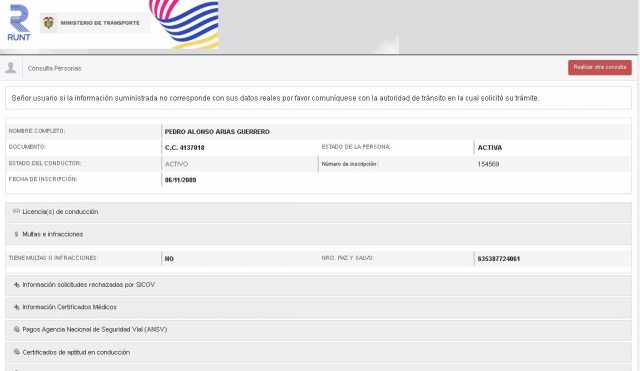 RUNT
MINISTERIO DE TRANSPORTE
Consulta Personas
Realizar otra consulta
Señor usuario si la información suministrada no corresponde con sus datos reales por favor comuníquese con la autoridad de tránsito en la cual solicitó su trámite.
NOMBRE COMPLETO: PEDRO ALONSO ARIAS GUERRERO
DOCUMENTO: C.C. 4137018 ESTADO DE LA PERSONA: ACTIVA
ESTADO DEL CONDUCTOR: ACTIVO Número de inscripción: 154569
FECHA DE INSCRIPCIÓN: 06/11/2009
Licencia(s) de conducción
$ Multas e infracciones
TIENE MULTAS O INFRACCIONES: NO NRO. PAZ Y SALVO: 635387724061
Información solicitudes rechazadas por SICOV
Información Certificados Médicos
Pagos Agencia Nacional de Seguridad Vial (ANSV)
Certificados de aptitud en conducción